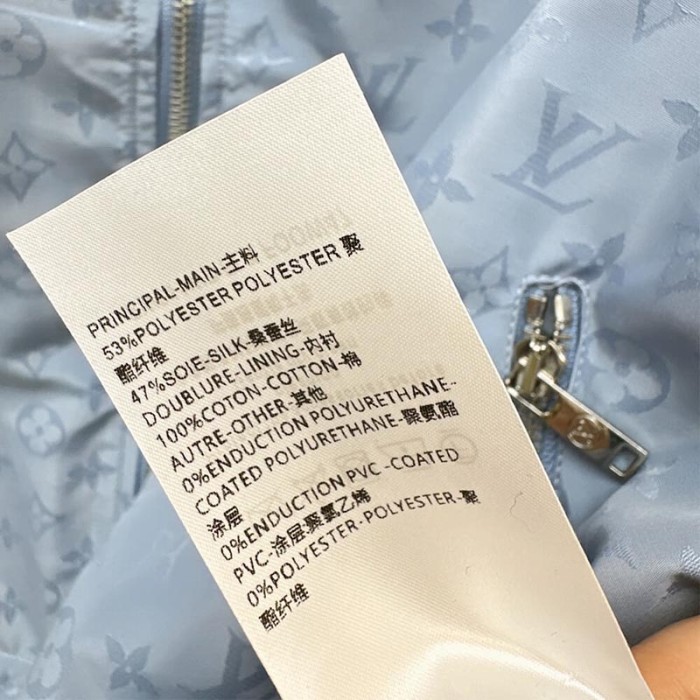 PRINCIPAL-MAIN-主料
53%POLYESTER POLYESTER 聚
酯纤维
47%SOIE-SILK-桑蚕丝
DOUBLURE-LINING-内衬
100%COTON-COTTON-棉
AUTRE-OTHER-其他
0%ENDUCTION POLYURETHANE-
COATED POLYURETHANE-聚氨酯
涂层
0%ENDUCTION PVC -COATED
PVC-涂层聚氯乙烯
0%POLYESTER-POLYESTER-聚
酯纤维